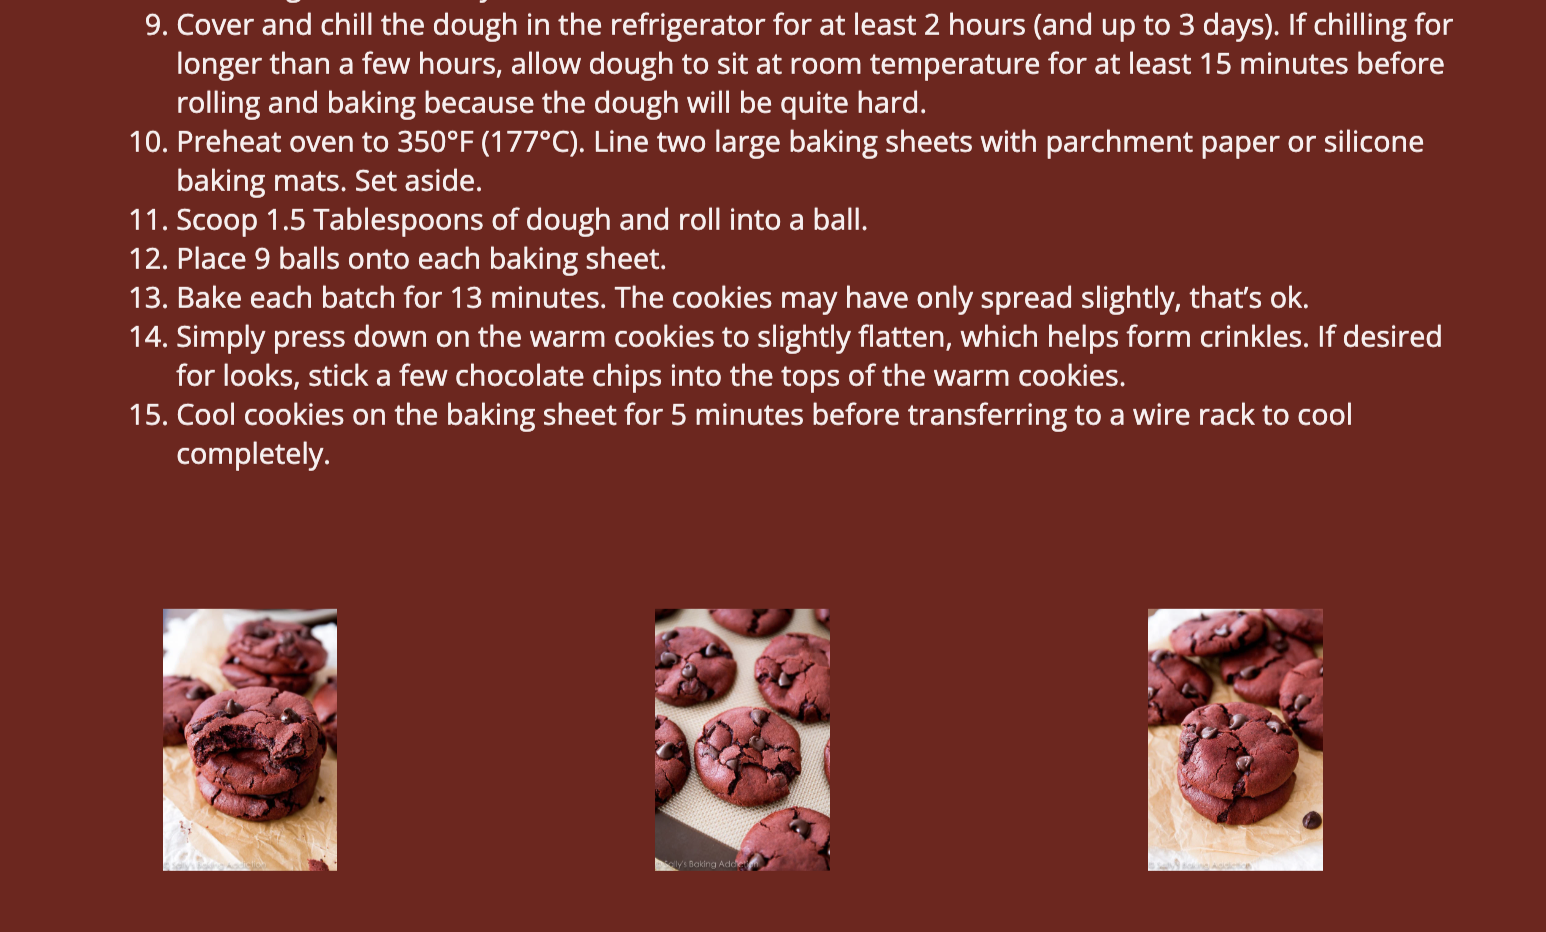 9. Cover and chill the dough in the refrigerator for at least 2 hours (and up to 3 days). If chilling for
longer than a few hours, allow dough to sit at room temperature for at least 15 minutes before
rolling and baking because the dough will be quite hard.
10. Preheat oven to 350°F (177°C). Line two large baking sheets with parchment paper or silicone
baking mats. Set aside.
11. Scoop 1.5 Tablespoons of dough and roll into a ball.
12. Place 9 balls onto each baking sheet.
13. Bake each batch for 13 minutes. The cookies may have only spread slightly, that’s ok.
14. Simply press down on the warm cookies to slightly flatten, which helps form crinkles. If desired
for looks, stick a few chocolate chips into the tops of the warm cookies.
15. Cool cookies on the baking sheet for 5 minutes before transferring to a wire rack to cool
completely.
Baking